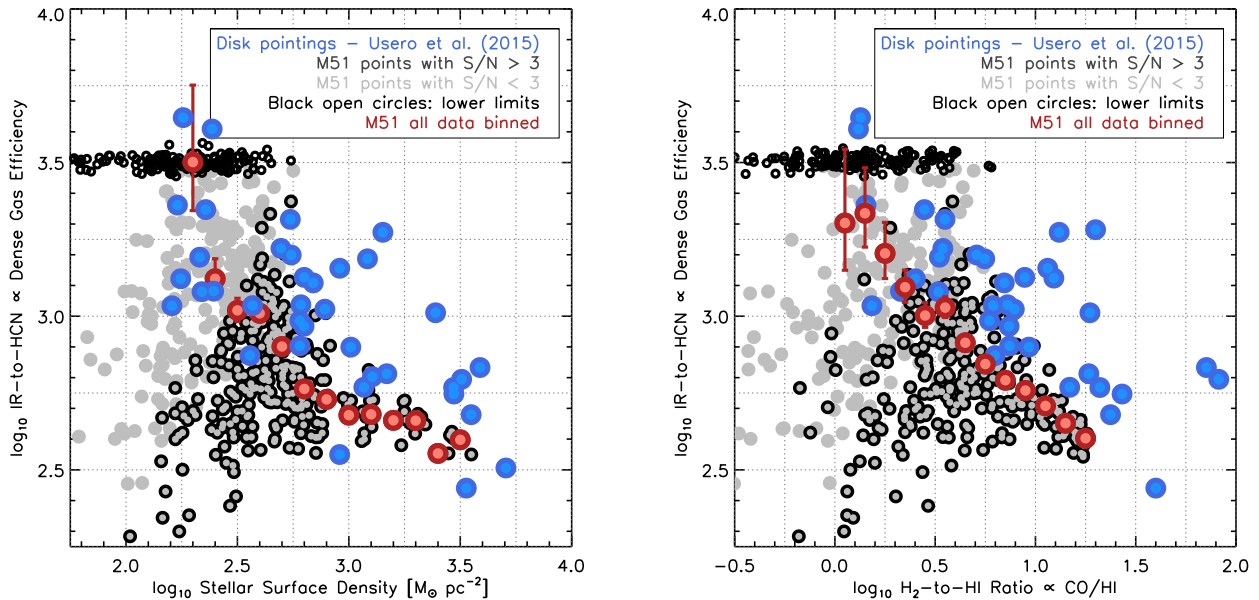 4.0
3.5
3.0
2.5
log10 IR-to-HCN ∝ Dense Gas Efficiency
Disk pointings – Usero et al. (2015)
M51 points with S/N > 3
M51 points with S/N < 3
Black open circles: lower limits
M51 all data binned
2.0 2.5 3.0 3.5 4.0
log₁₀ Stellar Surface Density [M⊙ pc⁻²]
4.0
3.5
3.0
2.5
log₁₀ IR-to-HCN ∝ Dense Gas Efficiency
Disk pointings – Usero et al. (2015)
M51 points with S/N > 3
M51 points with S/N < 3
Black open circles: lower limits
M51 all data binned
-0.5 0.0 0.5 1.0 1.5 2.0
log₁₀ H₂-to-HI Ratio ∝ CO/HI